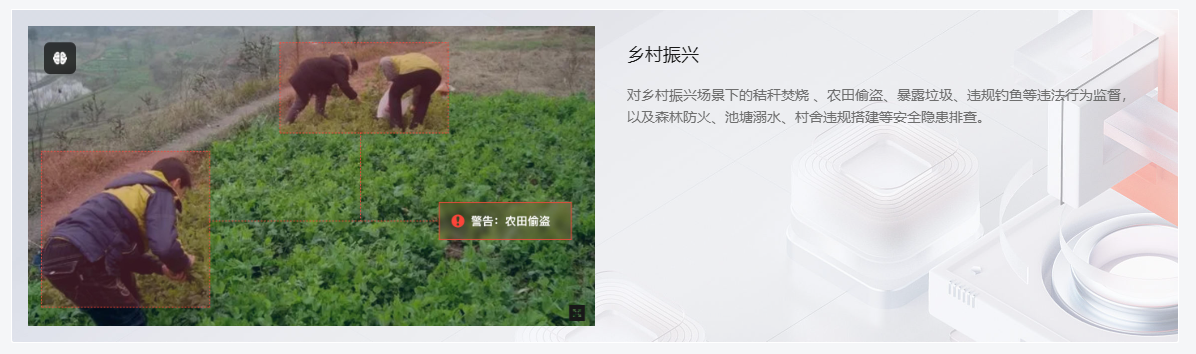 乡村振兴
对乡村振兴场景下的秸秆焚烧 、农田偷盗、暴露垃圾、违规钓鱼等违法行为监督，
以及森林防火、池塘溺水、村舍违规搭建等安全隐患排查。
警告：农田偷盗